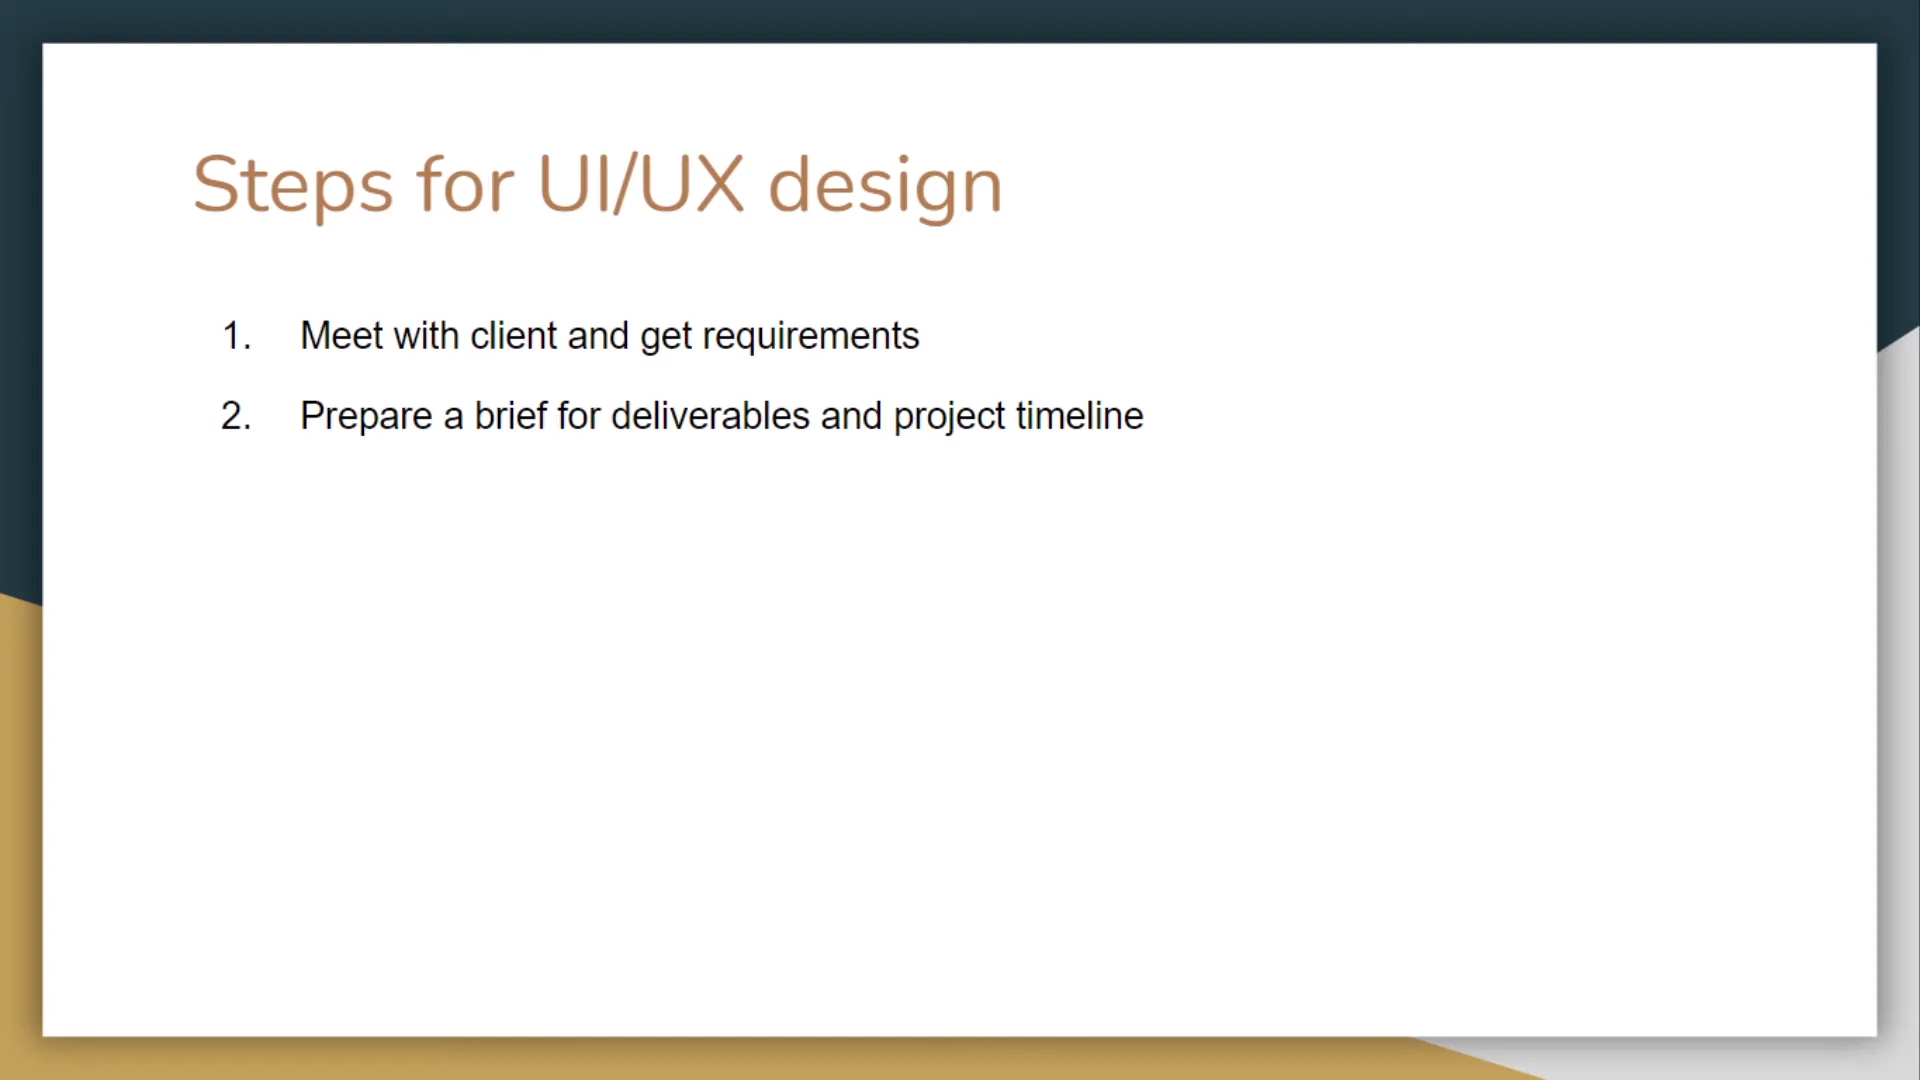 Steps for UI/UX design
1. Meet with client and get requirements
2. Prepare a brief for deliverables and project timeline